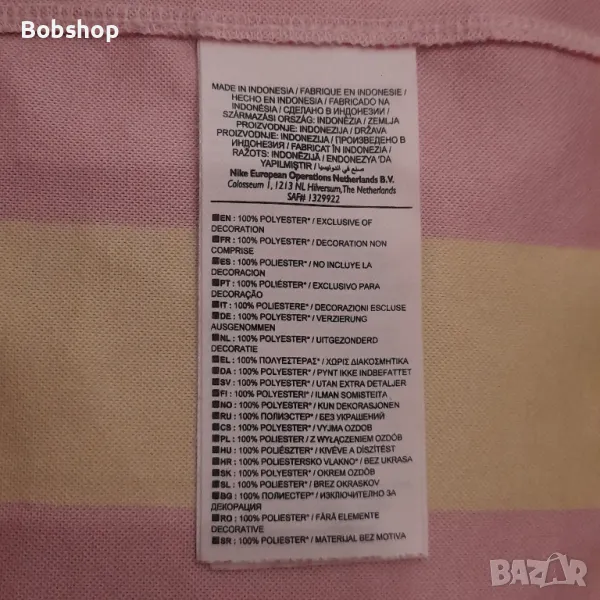 Bobshop
MADE IN INDONESIA / FABRIQUE EN INDONESIE /
HECHO EN INDONESIA / FABRICADO NA
INDONÉSIA / СДЕЛАНО В ИНДОНЕЗИИ /
SZÁRMAZÁSI ORSZÁG: INDONÉZIA / ZEMLJA
PROIZVODNJE: INDONEZIJA / DRŽAVA
PROIZVODNJE: INDONEZIJA / ПРОИЗВЕДЕНО В
ИНДОНЕЗИЯ / FABRICAT ÎN INDONEZIA /
RAŽOTS: INDONĒZIJĀ / ENDONEZYA 'DA
YAPILMIŞTIR / صنع في اندونيسيا
Nike European Operations Netherlands B.V.
Colosseum 1, 1213 NL Hilversum, The Netherlands
SAF# 1329922
EN : 100% POLYESTER* / EXCLUSIVE OF
DECORATION
FR : 100% POLYESTER* / DECORATION NON
COMPRISE
ES : 100% POLYESTER* / NO INCLUYE LA
DECORACION
PT : 100% POLYESTER* / EXCLUSIVO PARA
DECORAÇÃO
IT : 100% POLIESTERE* / DECORAZIONI ESCLUSE
DE : 100% POLYESTER* / VERZIERUNG
AUSGENOMMEN
NL : 100% POLYESTER* / UITGEZONDERD
DECORATIE
EL : 100% ΠΟΛΥΕΣΤΕΡΑΣ* / ΧΩΡΙΣ ΔΙΑΚΟΣΜΗΤΙΚΑ
DA : 100% POLYESTER* / PYNT IKKE INDBEFATTET
SV : 100% POLYESTER* / UTAN EXTRA DETALJER
FI : 100% POLYESTERI* / ILMAN SOMISTEITA
NO : 100% POLYESTER* / KUN DEKORASJONEN
RU : 100% ПОЛИЭСТЕР* / БЕЗ УКРАШЕНИЙ
CS : 100% POLYESTER* / VYJMA OZDOB
PL : 100% POLIESTER / Z WYŁĄCZENIEM OZDÓB
HU : 100% POLIÉSZTER* / KIVÉVE A DÍSZÍTÉST
HR : 100% POLIESTERSKO VLAKNO* / BEZ UKRASA
SK : 100% POLYESTER* / OKREM OZDÔB
SL : 100% POLIESTER* / BREZ OKRASKOV
BG : 100% ПОЛИЕСТЕР* / ИЗКЛЮЧИТЕЛНО ЗА
ДЕКОРАЦИЯ
RO : 100% POLIESTER* / FĂRĂ ELEMENTE
DECORATIVE
SR : 100% POLIESTER* / MATERIJAL BEZ MOTIVA
BAZAR